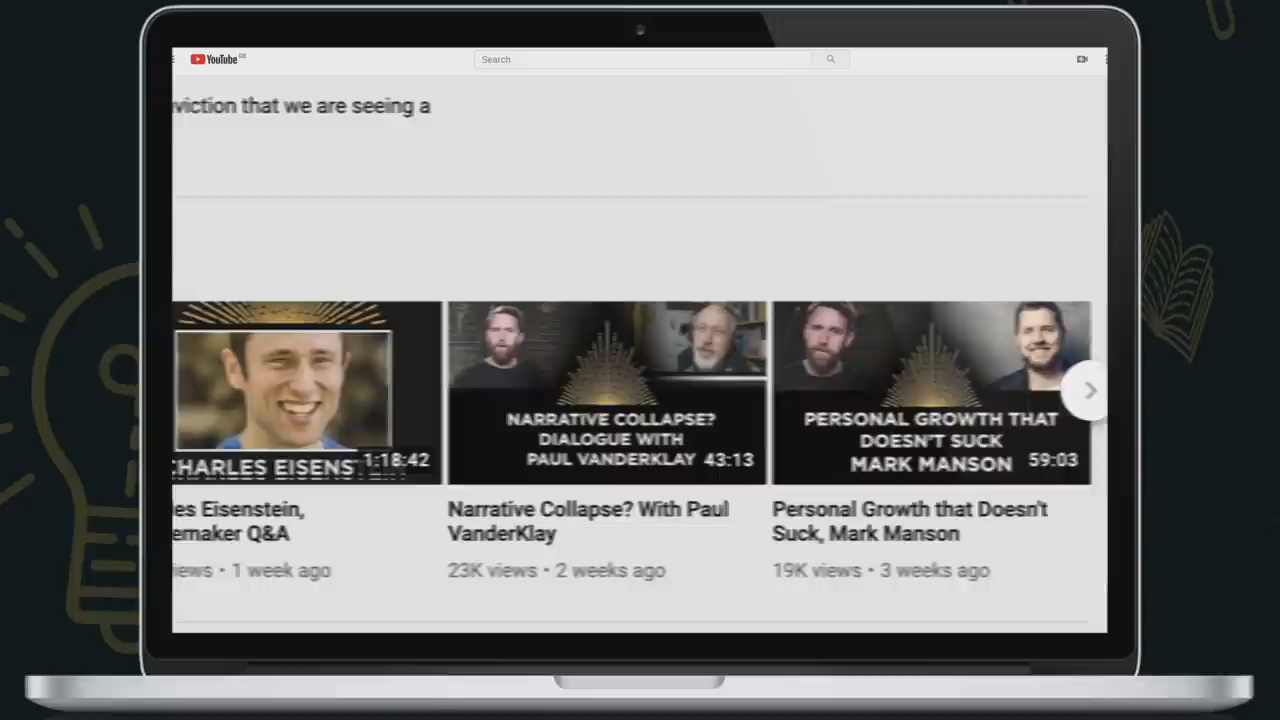 YouTube GB
Search
viction that we are seeing a
CHARLES EISENST
1:18:42
NARRATIVE COLLAPSE?
DIALOGUE WITH
PAUL VANDERKLAY
43:13
PERSONAL GROWTH THAT
DOESN'T SUCK
MARK MANSON
59:03
es Eisenstein,
emaker Q&A
iews • 1 week ago
Narrative Collapse? With Paul
VanderKlay
23K views • 2 weeks ago
Personal Growth that Doesn't
Suck, Mark Manson
19K views • 3 weeks ago